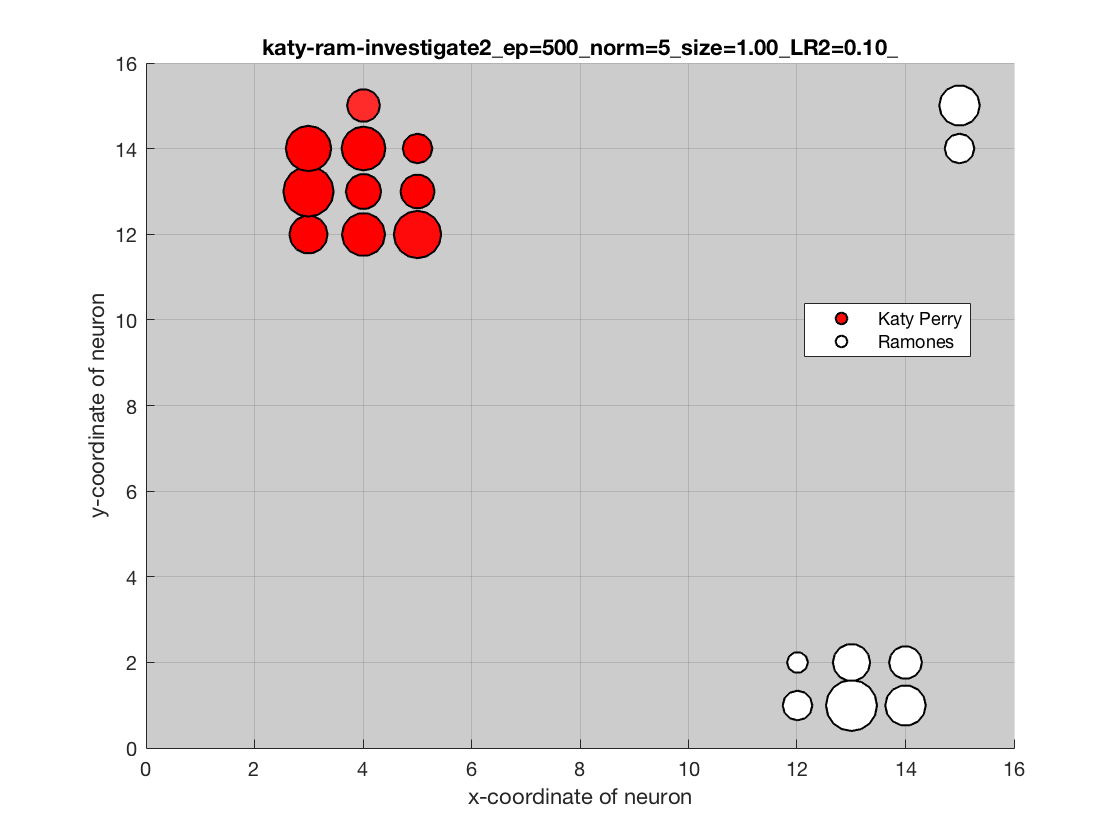 katy-ram-investigate2_ep=500_norm=5_size=1.00_LR2=0.10_
16
14
12
10
8
6
4
2
0
y-coordinate of neuron
Katy Perry
Ramones
0 2 4 6 8 10 12 14 16
x-coordinate of neuron